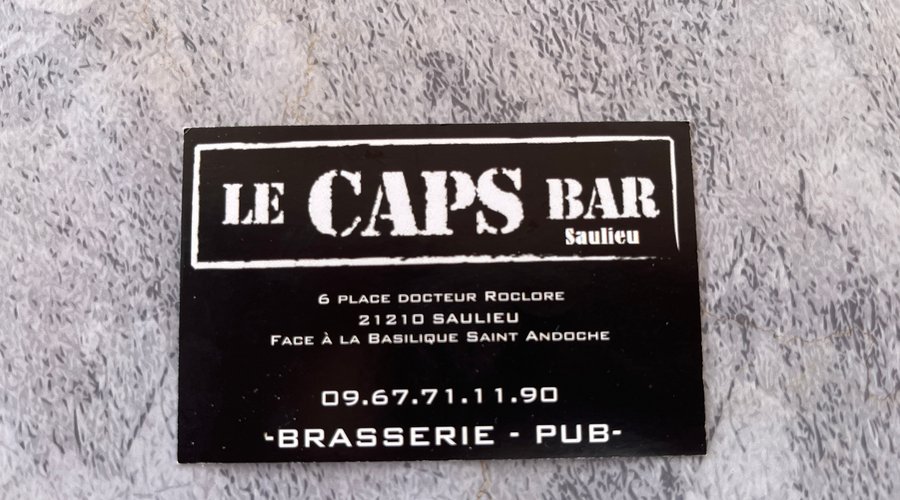 LE CAPS BAR
Saulieu
6 PLACE DOCTEUR ROCLORE
21210 SAULIEU
FACE À LA BASILIQUE SAINT ANDOCHE
09.67.71.11.90
-BRASSERIE - PUB-